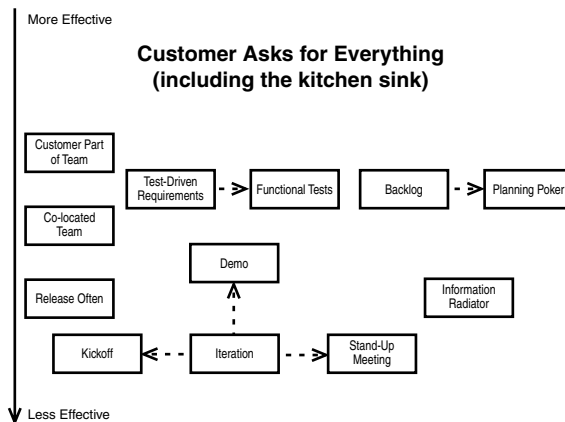 More Effective
Customer Asks for Everything
(including the kitchen sink)
Customer Part
of Team
Test-Driven
Requirements
Functional Tests
Backlog
Planning Poker
Co-located
Team
Demo
Release Often
Information
Radiator
Kickoff
Iteration
Stand-Up
Meeting
Less Effective